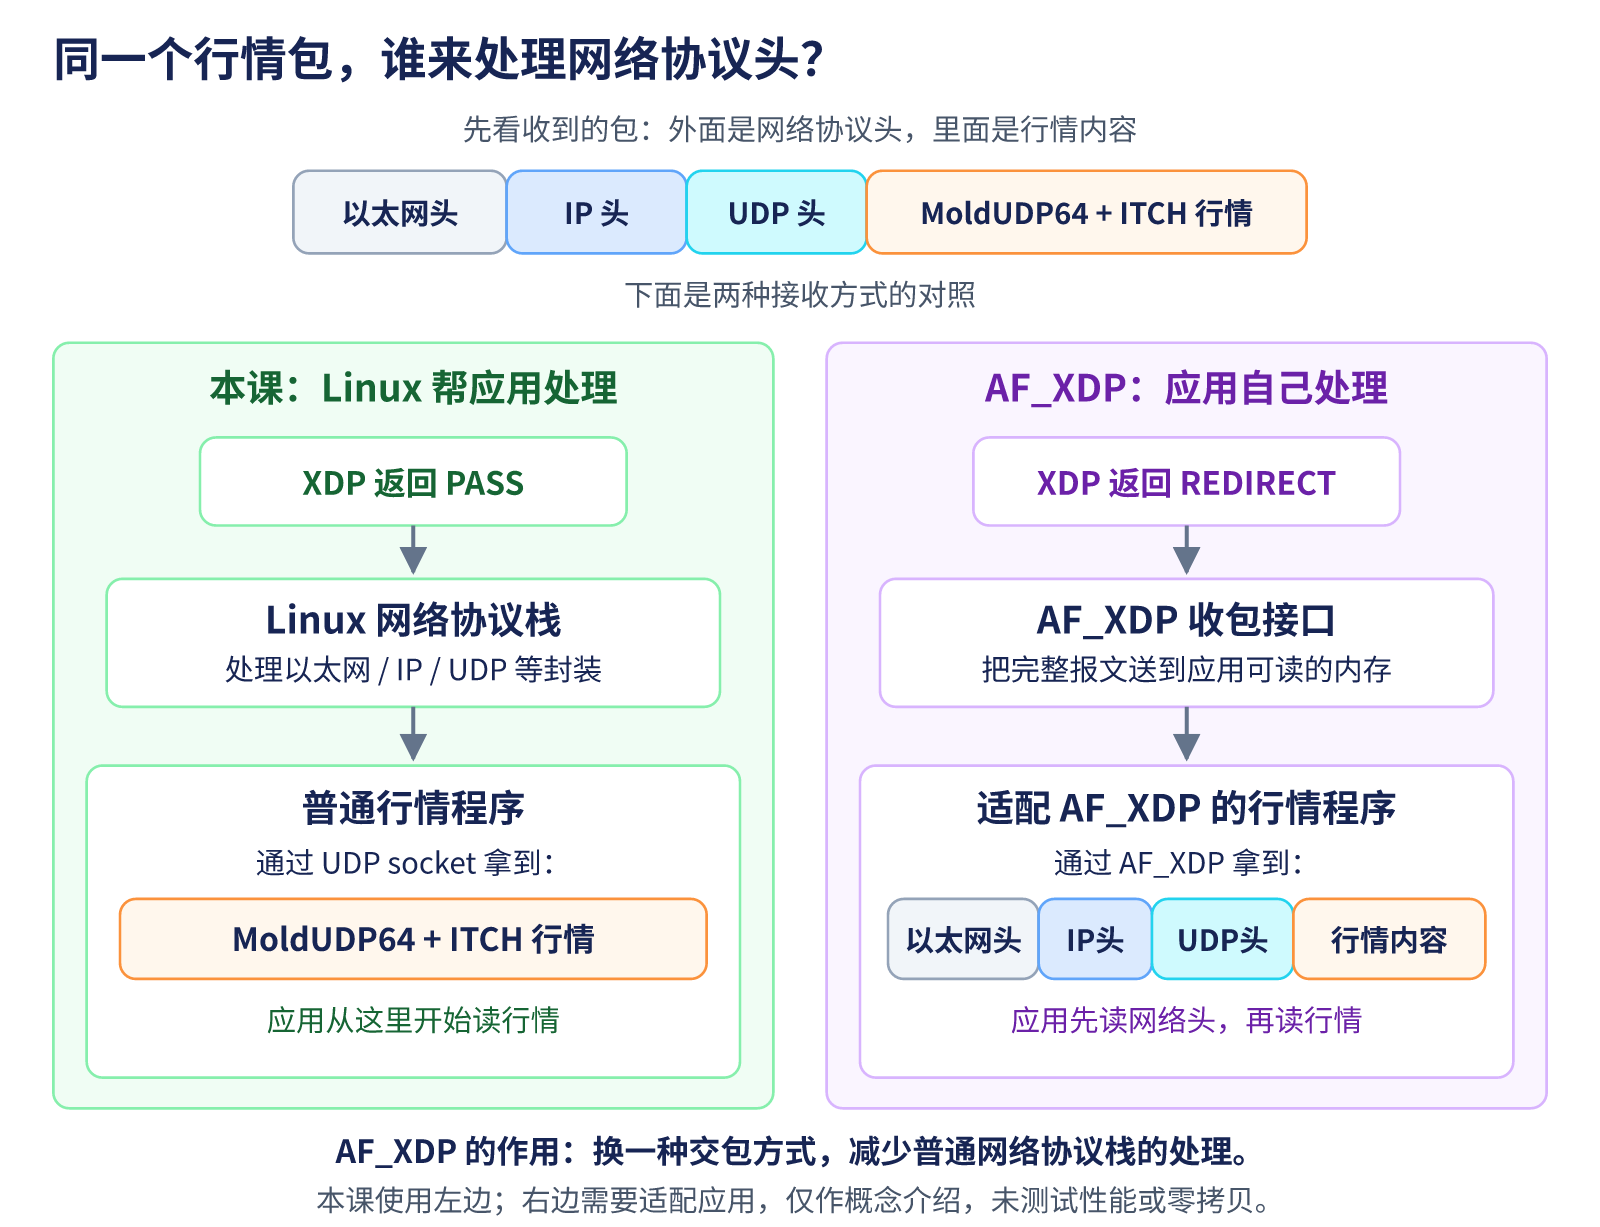 同一个行情包，谁来处理网络协议头？
先看收到的包：外面是网络协议头，里面是行情内容
以太网头 IP 头 UDP 头 MoldUDP64 + ITCH 行情
下面是两种接收方式的对照
本课：Linux 帮应用处理
XDP 返回 PASS
Linux 网络协议栈
处理以太网 / IP / UDP 等封装
普通行情程序
通过 UDP socket 拿到：
MoldUDP64 + ITCH 行情
应用从这里开始读行情
AF_XDP：应用自己处理
XDP 返回 REDIRECT
AF_XDP 收包接口
把完整报文送到应用可读的内存
适配 AF_XDP 的行情程序
通过 AF_XDP 拿到：
以太网头 IP头 UDP头 行情内容
应用先读网络头，再读行情
AF_XDP 的作用：换一种交包方式，减少普通网络协议栈的处理。
本课使用左边；右边需要适配应用，仅作概念介绍，未测试性能或零拷贝。